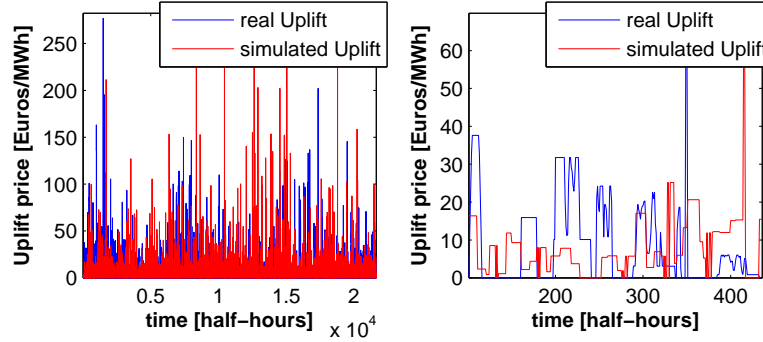 real Uplift
simulated Uplift
Uplift price [Euros/MWh]
250
200
150
100
50
0
0.5
1
1.5
2
time [half−hours]
x 10^4
real Uplift
simulated Uplift
Uplift price [Euros/MWh]
60
50
40
30
20
10
0
200
300
400
time [half−hours]